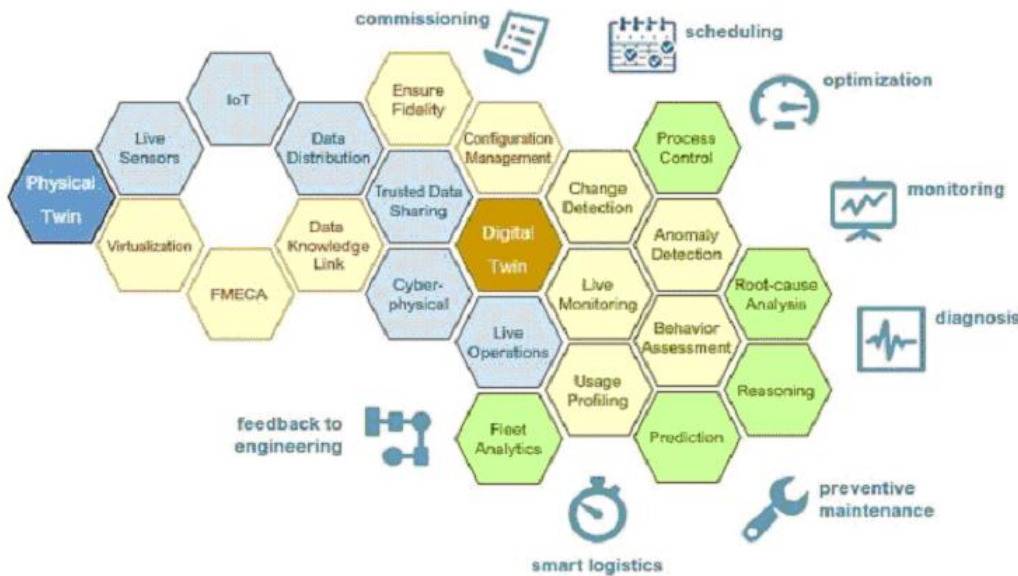 commissioning
scheduling
optimization
monitoring
diagnosis
preventive
maintenance
smart logistics
feedback to
engineering
Physical
Twin
Live
Sensors
IoT
Data
Distribution
Ensure
Fidelity
Configuration
Management
Trusted Data
Sharing
Virtualization
FMECA
Data
Knowledge
Link
Cyber-
physical
Digital
Twin
Live
Operations
Fleet
Analytics
Change
Detection
Live
Monitoring
Usage
Profiling
Process
Control
Anomaly
Detection
Behavior
Assessment
Prediction
Root-cause
Analysis
Reasoning